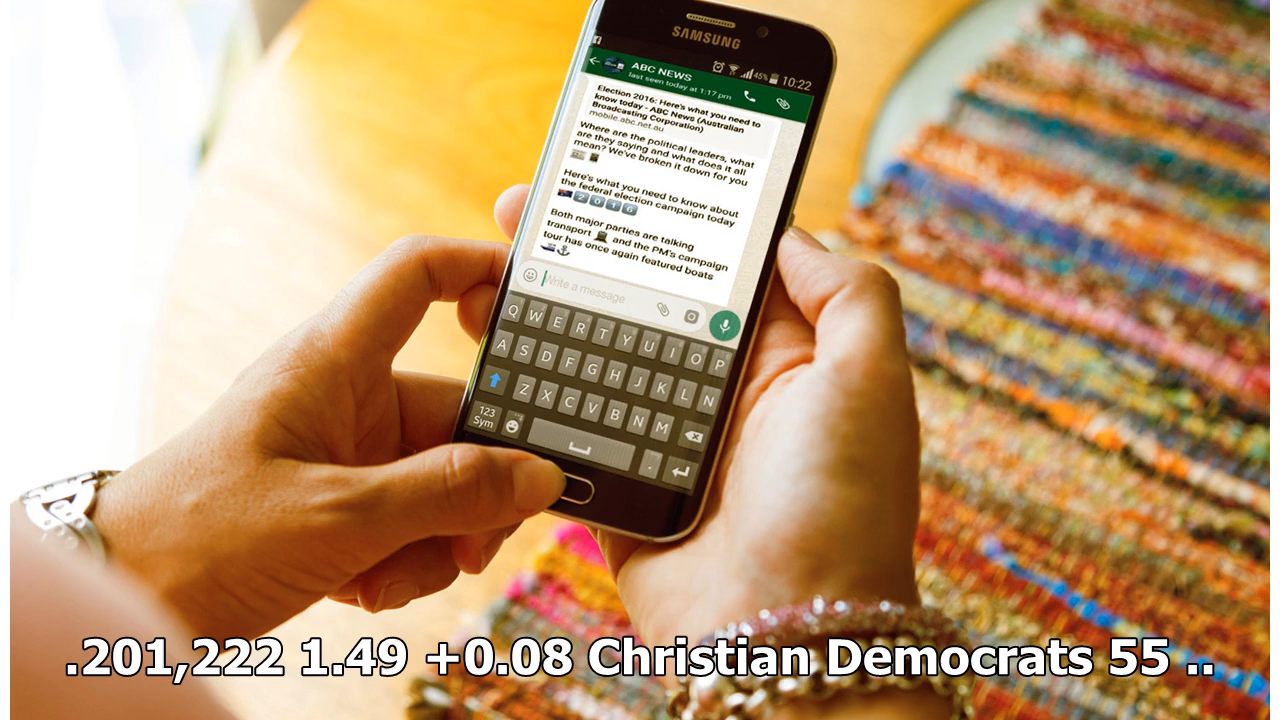 SAMSUNG
45% 10:22
ABC NEWS
last seen today at 1:17 pm
Election 2016: Here's what you need to
know today - ABC News (Australian
Broadcasting Corporation)
mobile.abc.net.au
Where are the political leaders, what
are they saying and what does it all
mean? We've broken it down for you
Here's what you need to know about
the federal election campaign today
2016
Both major parties are talking
transport and the PM's campaign
tour has once again featured boats
Write a message
Q W E R T Y U I O P
A S D F G H J K L N
Z X C V B N M
123
Sym
.
.201,222 1.49 +0.08 Christian Democrats 55 ..